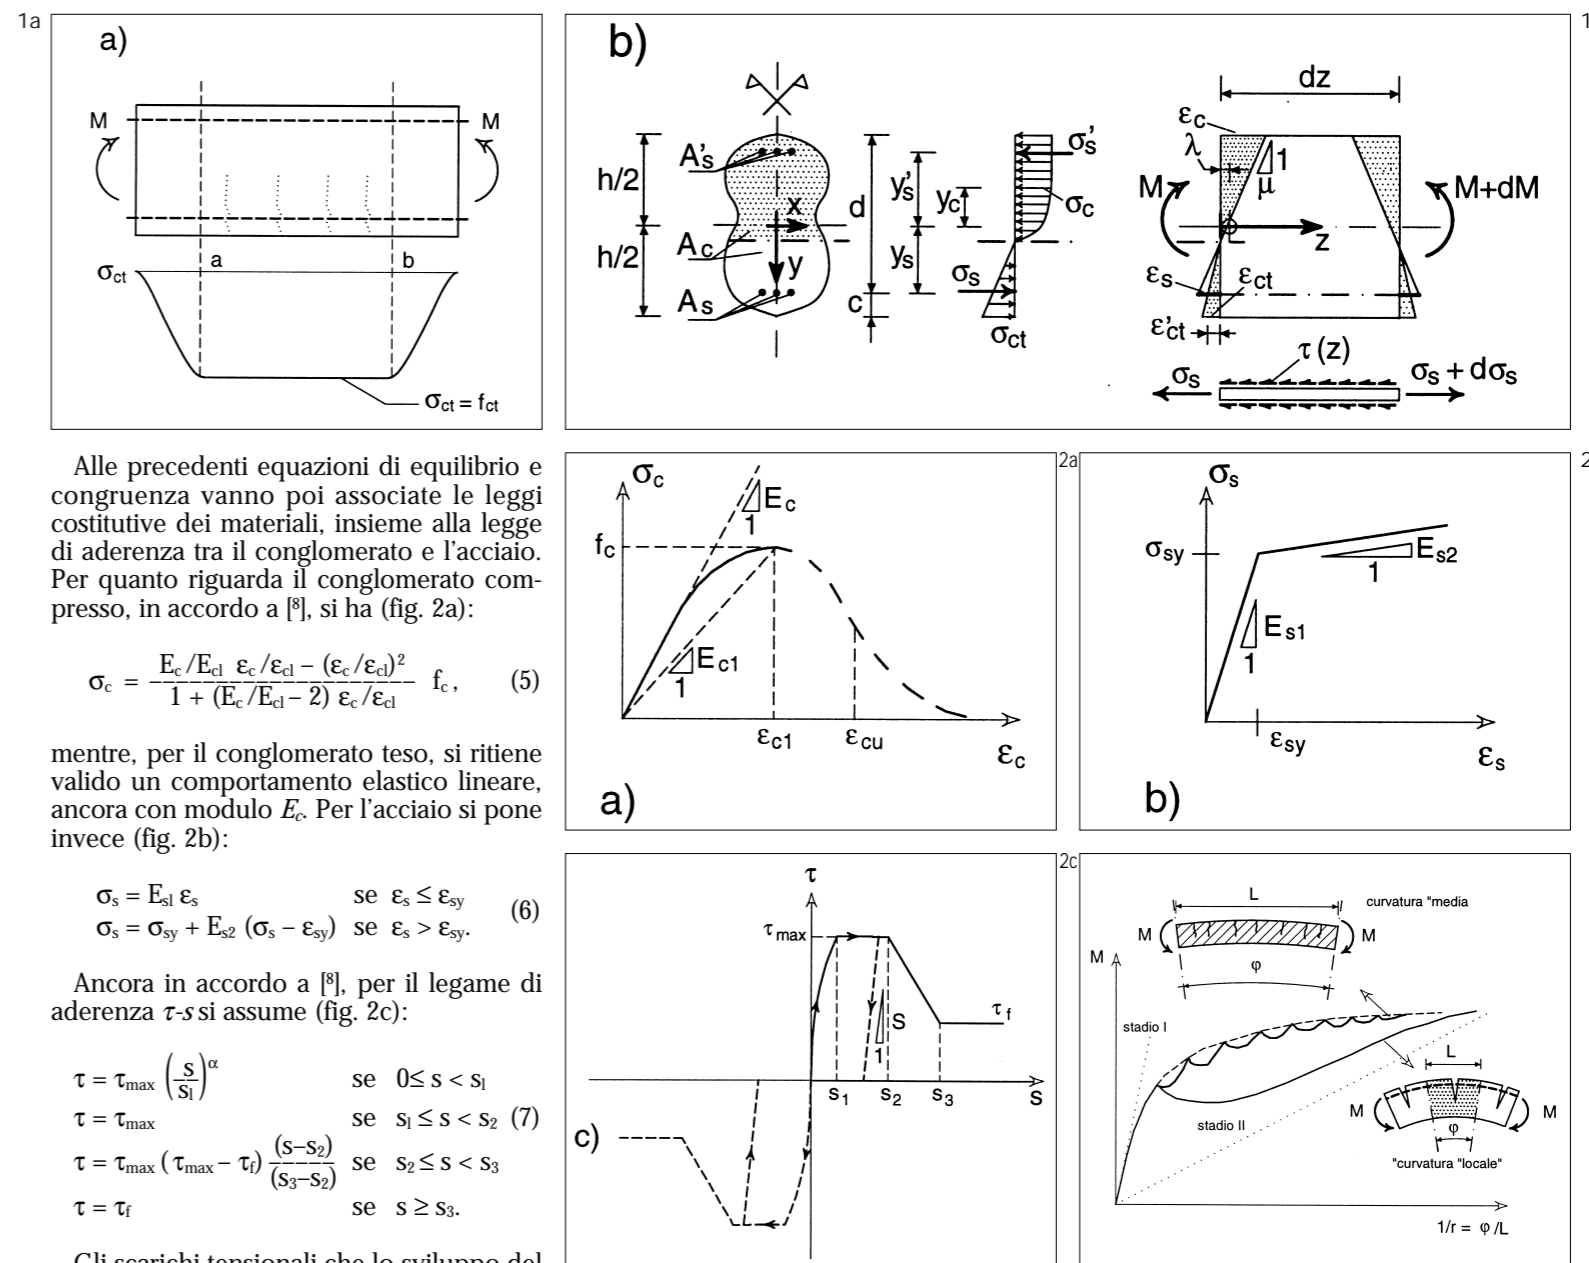 1a
a)
M
M
a
b
σct
σct = fct
1
b)
A's
h/2
h/2
x
Ac
y
As
d
c
y's
yc
ys
σ's
σc
σs
σct
dz
εc
λ
1
μ
M
M+dM
z
εs
εct
ε'ct
τ(z)
σs
σs + dσs
Alle precedenti equazioni di equilibrio e
congruenza vanno poi associate le leggi
costitutive dei materiali, insieme alla legge
di aderenza tra il conglomerato e l'acciaio.
Per quanto riguarda il conglomerato com-
presso, in accordo a [8], si ha (fig. 2a):
σc = Ec/Ecl εc/εcl – (εc/εcl)2
1 + (Ec/Ecl – 2) εc/εcl fc, (5)
mentre, per il conglomerato teso, si ritiene
valido un comportamento elastico lineare,
ancora con modulo Ec. Per l'acciaio si pone
invece (fig. 2b):
σs = Esl εs se εs ≤ εsy
σs = σsy + Es2 (σs – εsy) se εs > εsy. (6)
Ancora in accordo a [8], per il legame di
aderenza τ-s si assume (fig. 2c):
τ = τmax (s/sl)α se 0≤ s < sl
τ = τmax se sl ≤ s < s2 (7)
τ = τmax (τmax – τf) (s–s2)/(s3–s2) se s2 ≤ s < s3
τ = τf se s ≥ s3.
Gli scarichi tensionali che lo sviluppo del
2a
σc
Ec
1
fc
Ec1
1
εc1
εcu
εc
a)
2
σs
σsy
Es2
1
Es1
1
εsy
εs
b)
2c
τ
τmax
S
1
τf
s1
s2
s3
s
c)
L
curvatura "media
M
M
φ
M
stadio I
L
M
M
stadio II
φ
"curvatura "locale"
1/r = φ/L